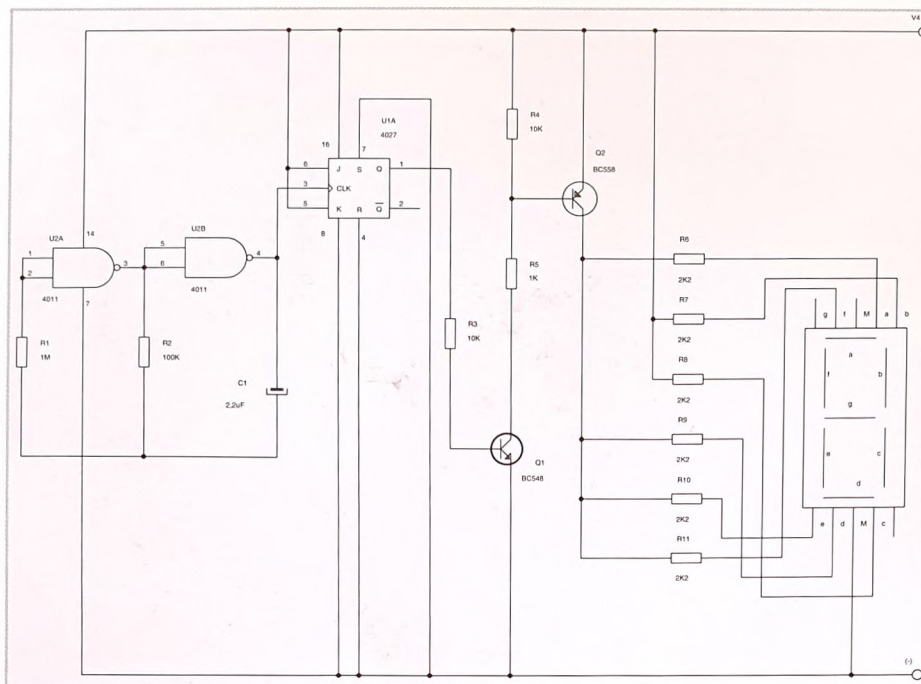 V4
U1A
4027
16
7
6
J
S
Q
1
3
CLK
5
K
R
Q
2
8
4
R4
10K
Q2
BC558
U2A
14
1
2
3
4011
7
U2B
5
6
4
4011
R1
1M
R2
100K
C1
2,2uF
R3
10K
R5
1K
Q1
BC548
R6
2K2
R7
2K2
R8
2K2
R9
2K2
R10
2K2
R11
2K2
g f M a b
a
f b
g
e c
d
e d M c
(-)